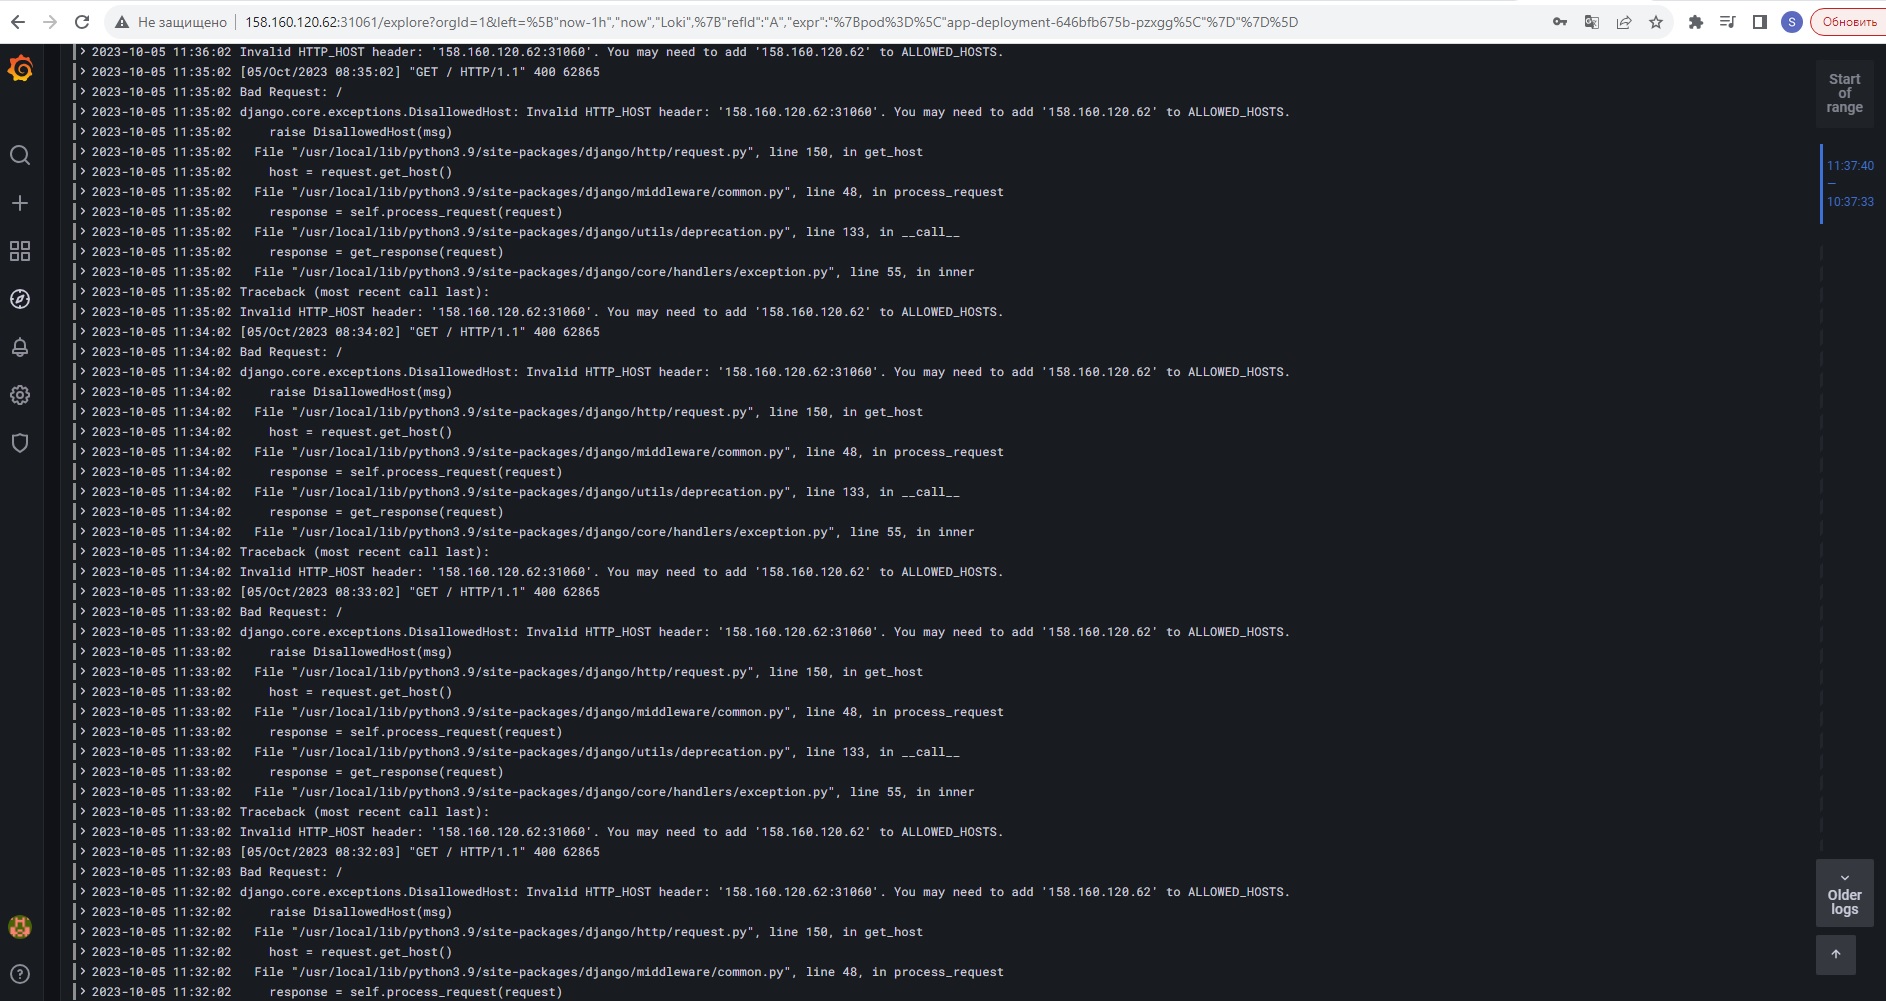 Не защищено
158.160.120.62:31061/explore?orgId=1&left=%5B"now-1h","now","Loki",%7B"refId":"A","expr":"%7Bpod%3D%5C"app-deployment-646bfb675b-pzxgg%5C"%7D"%7D%5D
S
Обновить
2023-10-05 11:36:02 Invalid HTTP_HOST header: '158.160.120.62:31060'. You may need to add '158.160.120.62' to ALLOWED_HOSTS.
2023-10-05 11:35:02 [05/Oct/2023 08:35:02] "GET / HTTP/1.1" 400 62865
2023-10-05 11:35:02 Bad Request: /
2023-10-05 11:35:02 django.core.exceptions.DisallowedHost: Invalid HTTP_HOST header: '158.160.120.62:31060'. You may need to add '158.160.120.62' to ALLOWED_HOSTS.
2023-10-05 11:35:02     raise DisallowedHost(msg)
2023-10-05 11:35:02   File "/usr/local/lib/python3.9/site-packages/django/http/request.py", line 150, in get_host
2023-10-05 11:35:02     host = request.get_host()
2023-10-05 11:35:02   File "/usr/local/lib/python3.9/site-packages/django/middleware/common.py", line 48, in process_request
2023-10-05 11:35:02     response = self.process_request(request)
2023-10-05 11:35:02   File "/usr/local/lib/python3.9/site-packages/django/utils/deprecation.py", line 133, in __call__
2023-10-05 11:35:02     response = get_response(request)
2023-10-05 11:35:02   File "/usr/local/lib/python3.9/site-packages/django/core/handlers/exception.py", line 55, in inner
2023-10-05 11:35:02 Traceback (most recent call last):
2023-10-05 11:35:02 Invalid HTTP_HOST header: '158.160.120.62:31060'. You may need to add '158.160.120.62' to ALLOWED_HOSTS.
2023-10-05 11:34:02 [05/Oct/2023 08:34:02] "GET / HTTP/1.1" 400 62865
2023-10-05 11:34:02 Bad Request: /
2023-10-05 11:34:02 django.core.exceptions.DisallowedHost: Invalid HTTP_HOST header: '158.160.120.62:31060'. You may need to add '158.160.120.62' to ALLOWED_HOSTS.
2023-10-05 11:34:02     raise DisallowedHost(msg)
2023-10-05 11:34:02   File "/usr/local/lib/python3.9/site-packages/django/http/request.py", line 150, in get_host
2023-10-05 11:34:02     host = request.get_host()
2023-10-05 11:34:02   File "/usr/local/lib/python3.9/site-packages/django/middleware/common.py", line 48, in process_request
2023-10-05 11:34:02     response = self.process_request(request)
2023-10-05 11:34:02   File "/usr/local/lib/python3.9/site-packages/django/utils/deprecation.py", line 133, in __call__
2023-10-05 11:34:02     response = get_response(request)
2023-10-05 11:34:02   File "/usr/local/lib/python3.9/site-packages/django/core/handlers/exception.py", line 55, in inner
2023-10-05 11:34:02 Traceback (most recent call last):
2023-10-05 11:34:02 Invalid HTTP_HOST header: '158.160.120.62:31060'. You may need to add '158.160.120.62' to ALLOWED_HOSTS.
2023-10-05 11:33:02 [05/Oct/2023 08:33:02] "GET / HTTP/1.1" 400 62865
2023-10-05 11:33:02 Bad Request: /
2023-10-05 11:33:02 django.core.exceptions.DisallowedHost: Invalid HTTP_HOST header: '158.160.120.62:31060'. You may need to add '158.160.120.62' to ALLOWED_HOSTS.
2023-10-05 11:33:02     raise DisallowedHost(msg)
2023-10-05 11:33:02   File "/usr/local/lib/python3.9/site-packages/django/http/request.py", line 150, in get_host
2023-10-05 11:33:02     host = request.get_host()
2023-10-05 11:33:02   File "/usr/local/lib/python3.9/site-packages/django/middleware/common.py", line 48, in process_request
2023-10-05 11:33:02     response = self.process_request(request)
2023-10-05 11:33:02   File "/usr/local/lib/python3.9/site-packages/django/utils/deprecation.py", line 133, in __call__
2023-10-05 11:33:02     response = get_response(request)
2023-10-05 11:33:02   File "/usr/local/lib/python3.9/site-packages/django/core/handlers/exception.py", line 55, in inner
2023-10-05 11:33:02 Traceback (most recent call last):
2023-10-05 11:33:02 Invalid HTTP_HOST header: '158.160.120.62:31060'. You may need to add '158.160.120.62' to ALLOWED_HOSTS.
2023-10-05 11:32:03 [05/Oct/2023 08:32:03] "GET / HTTP/1.1" 400 62865
2023-10-05 11:32:03 Bad Request: /
2023-10-05 11:32:02 django.core.exceptions.DisallowedHost: Invalid HTTP_HOST header: '158.160.120.62:31060'. You may need to add '158.160.120.62' to ALLOWED_HOSTS.
2023-10-05 11:32:02     raise DisallowedHost(msg)
2023-10-05 11:32:02   File "/usr/local/lib/python3.9/site-packages/django/http/request.py", line 150, in get_host
2023-10-05 11:32:02     host = request.get_host()
2023-10-05 11:32:02   File "/usr/local/lib/python3.9/site-packages/django/middleware/common.py", line 48, in process_request
2023-10-05 11:32:02     response = self.process_request(request)
Start
of
range
11:37:40
—
10:37:33
Older
logs